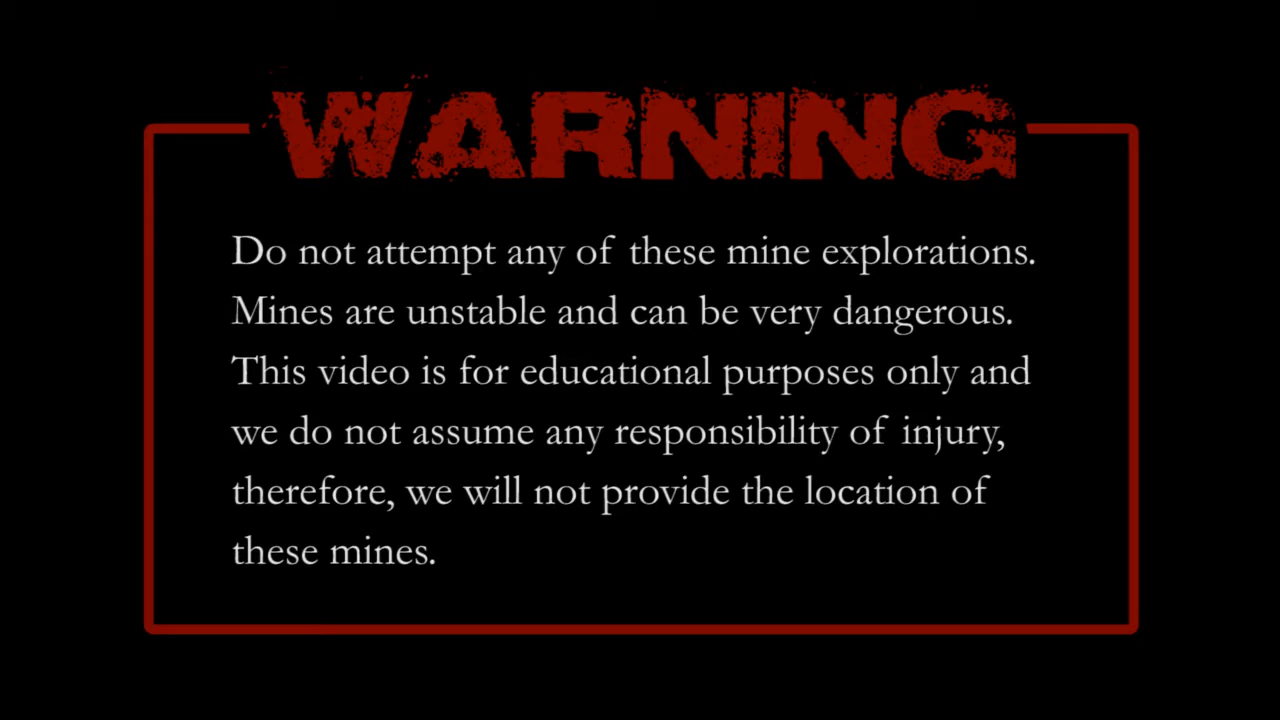 WARNING
Do not attempt any of these mine explorations.
Mines are unstable and can be very dangerous.
This video is for educational purposes only and
we do not assume any responsibility of injury,
therefore, we will not provide the location of
these mines.